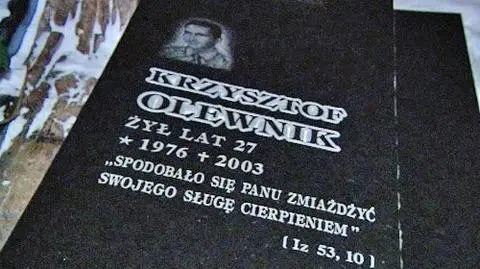 KRZYSZTOF
OLEWNIK
ŻYŁ LAT 27
★ 1976 ✝ 2003
„SPODOBAŁO SIĘ PANU ZMIAŻDŻYĆ
SWOJEGO SŁUGĘ CIERPIENIEM”
( Iz 53, 10 )